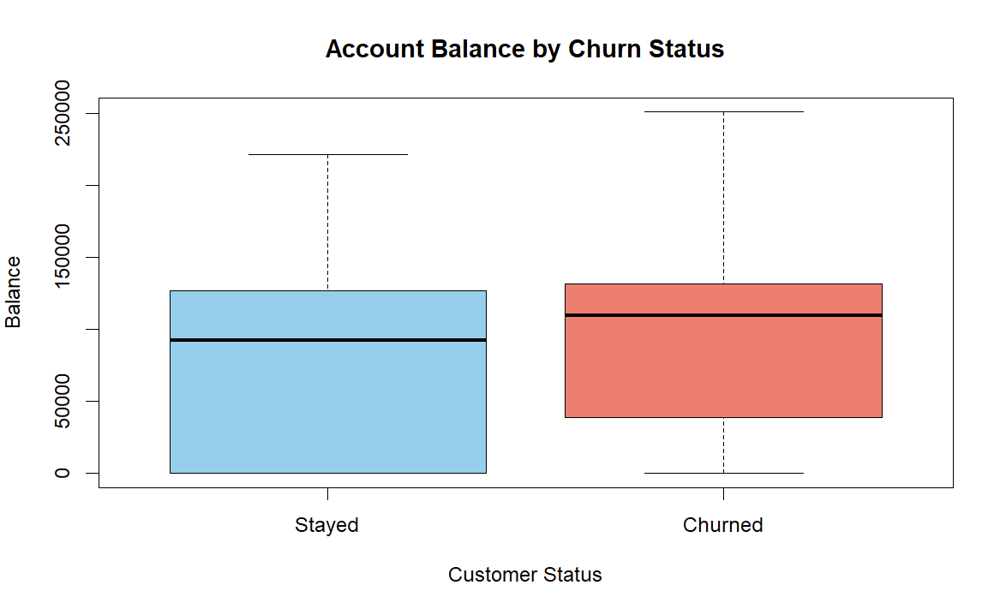 Account Balance by Churn Status
Balance
250000
150000
50000
0
Stayed
Churned
Customer Status